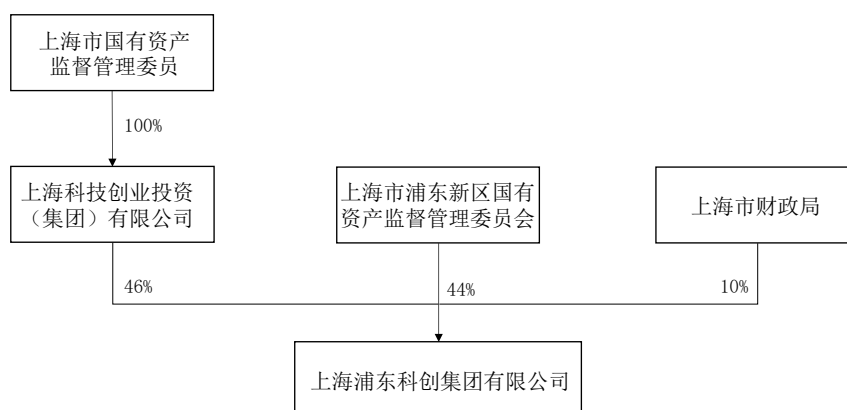 上海市国有资产
监督管理委员
100%
上海科技创业投资
（集团）有限公司
上海市浦东新区国有
资产监督管理委员会
上海市财政局
46%
44%
10%
上海浦东科创集团有限公司